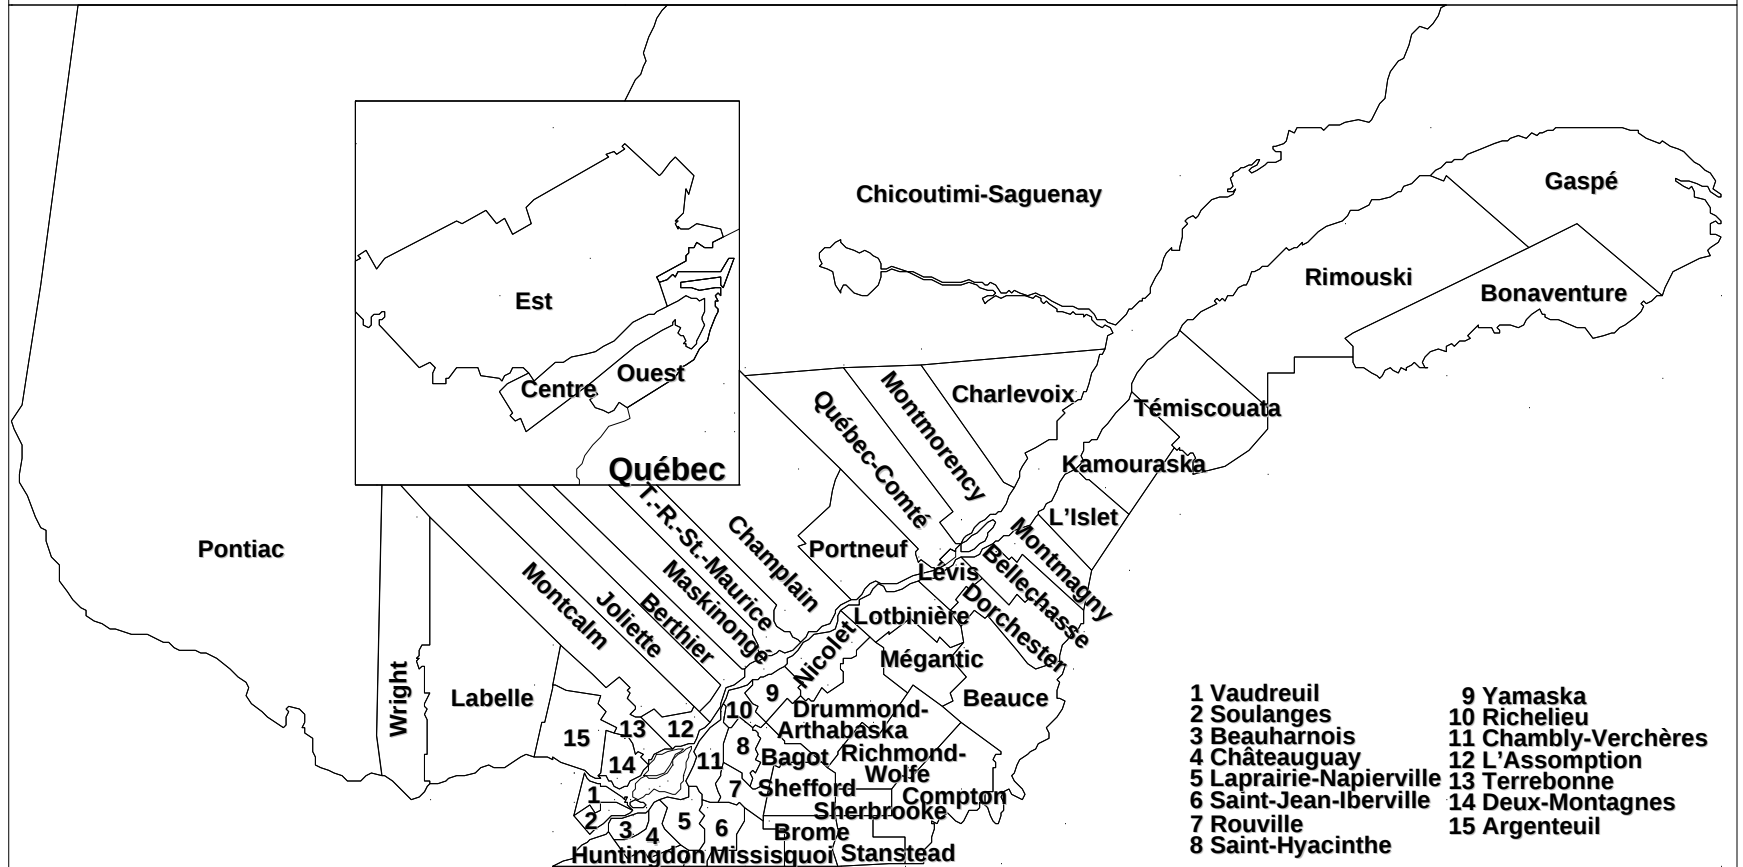 Gaspé
Chicoutimi-Saguenay
Rimouski
Bonaventure
Est
Centre
Ouest
Québec
Charlevoix
Montmorency
Québec-Comté
Témiscouata
Kamouraska
L'Islet
Montmagny
Bellechasse
Dorchester
Lévis
Portneuf
Champlain
T.-R.-St.-Maurice
Maskinongé
Berthier
Joliette
Montcalm
Pontiac
Wright
Labelle
Lotbinière
Nicolet
Mégantic
Beauce
Drummond-
Arthabaska
Richmond-
Wolfe
Bagot
Shefford
Sherbrooke
Compton
Brome
Stanstead
Missisquoi
Huntingdon
15
13
12
14
9
10
8
11
7
1
2
3
4
5
6
1 Vaudreuil
2 Soulanges
3 Beauharnois
4 Châteauguay
5 Laprairie-Napierville
6 Saint-Jean-Iberville
7 Rouville
8 Saint-Hyacinthe
9 Yamaska
10 Richelieu
11 Chambly-Verchères
12 L'Assomption
13 Terrebonne
14 Deux-Montagnes
15 Argenteuil